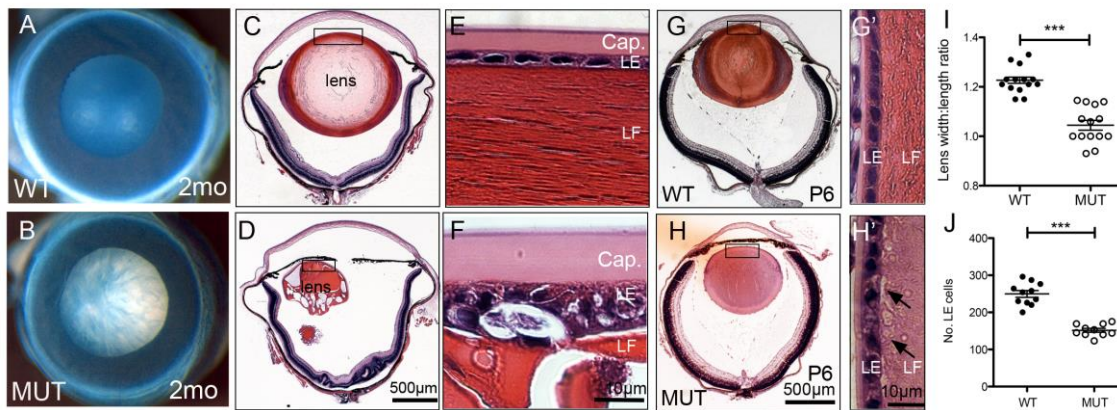 A
WT
2mo
B
MUT
2mo
C
lens
D
lens
500μm
E
Cap.
LE
LF
F
Cap.
LE
LF
10μm
G
WT
P6
H
MUT
P6
500μm
G'
LE
LF
H'
LE
LF
10μm
I
***
Lens width:length ratio
1.4
1.2
1.0
0.8
WT
MUT
J
***
No. LE cells
400
300
200
100
0
WT
MUT